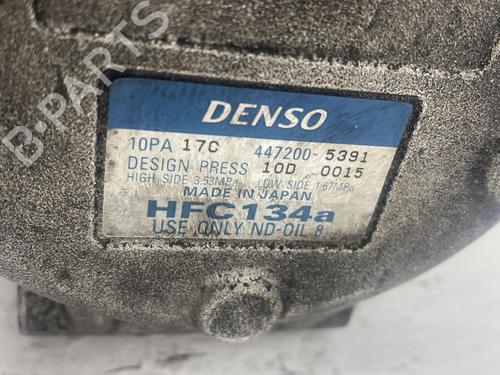 B-PARTS
DENSO
10PA 17C 447200-5391
DESIGN PRESS 10D 0015
HIGH SIDE 3.53MPa LOW SIDE 1.67MPa
MADE IN JAPAN
HFC134a
USE ONLY ND-OIL 8